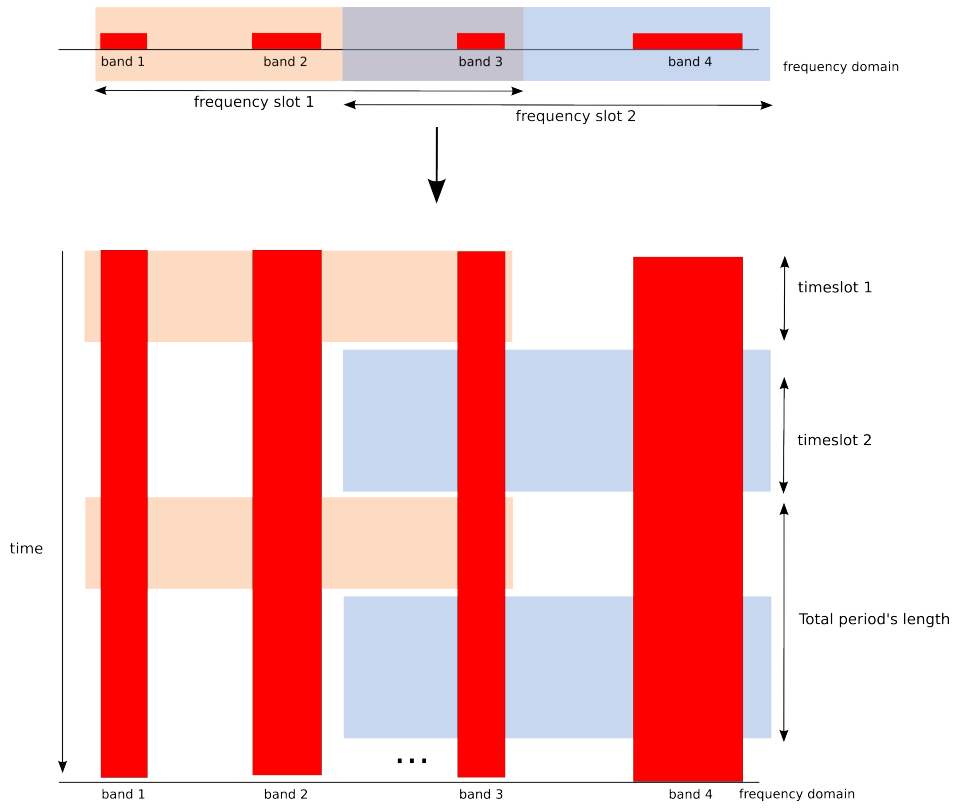 band 1
band 2
band 3
band 4
frequency domain
frequency slot 1
frequency slot 2
timeslot 1
timeslot 2
time
Total period's length
...
band 1
band 2
band 3
band 4
frequency domain